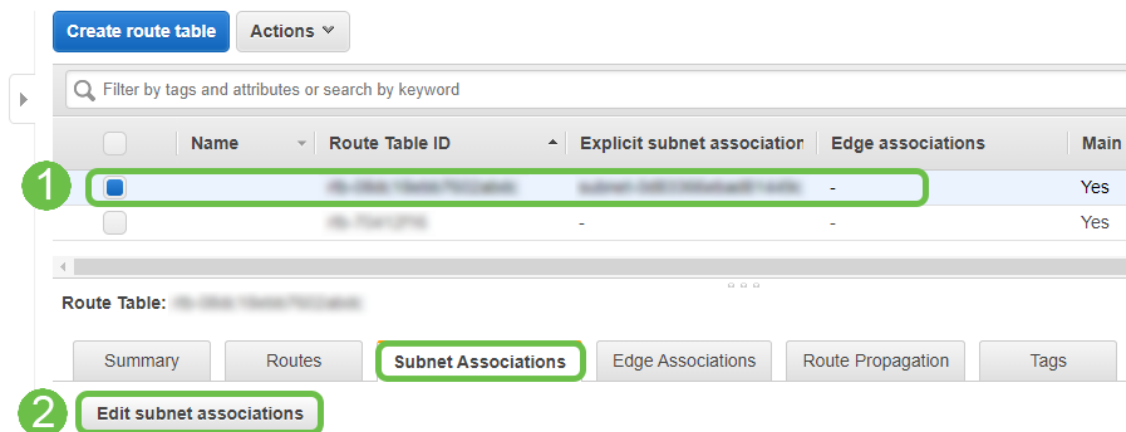 Create route table Actions
Filter by tags and attributes or search by keyword
Name Route Table ID Explicit subnet association Edge associations Main
1 - Yes
- - Yes
Route Table:
Summary Routes Subnet Associations Edge Associations Route Propagation Tags
2 Edit subnet associations